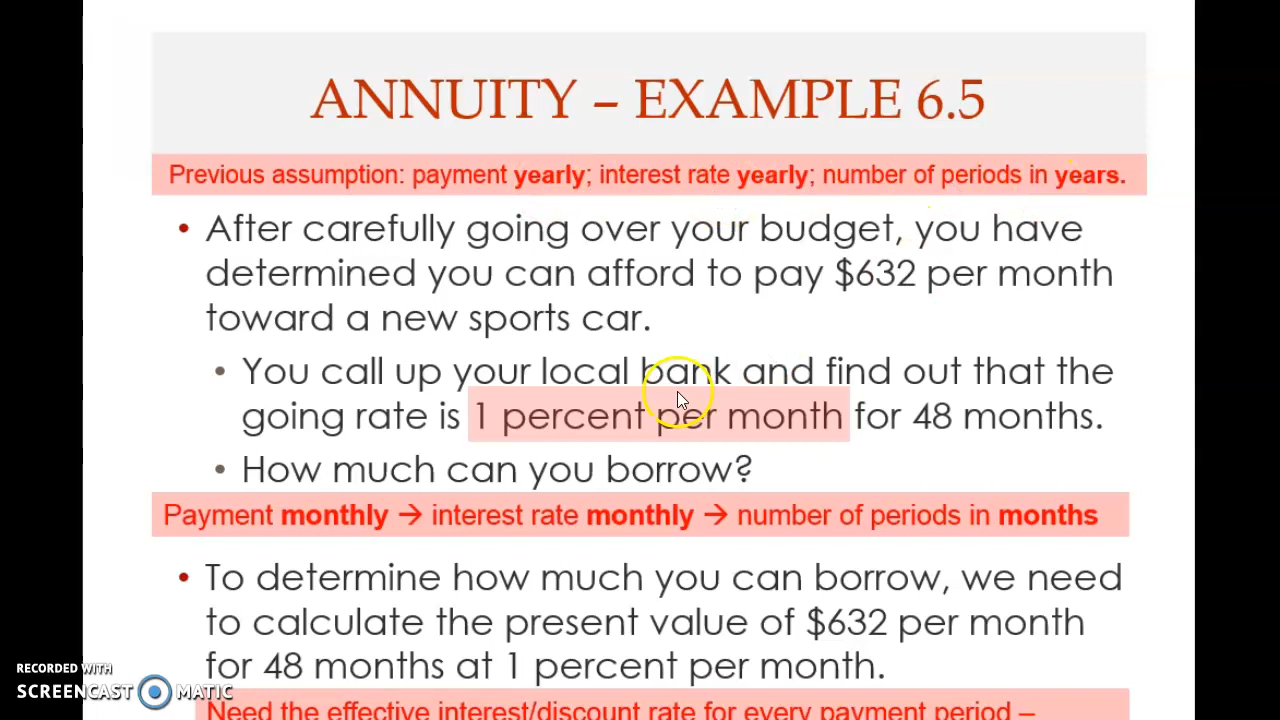 ANNUITY – EXAMPLE 6.5
Previous assumption: payment yearly; interest rate yearly; number of periods in years.
• After carefully going over your budget, you have
determined you can afford to pay $632 per month
toward a new sports car.
• You call up your local bank and find out that the
going rate is 1 percent per month for 48 months.
• How much can you borrow?
Payment monthly → interest rate monthly → number of periods in months
• To determine how much you can borrow, we need
to calculate the present value of $632 per month
for 48 months at 1 percent per month.
Need the effective interest/discount rate for every payment period –
RECORDED WITH
SCREENCAST MATIC